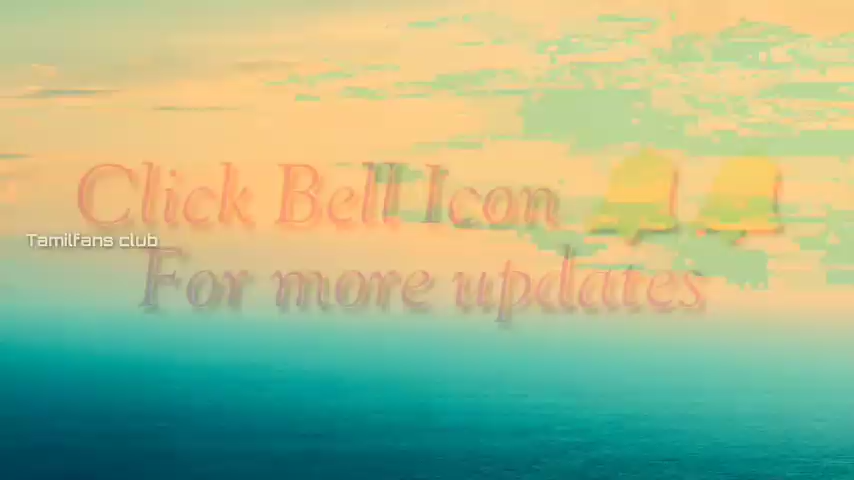 Click Bell Icon 🔔🔔
Tamilfans club
For more updates